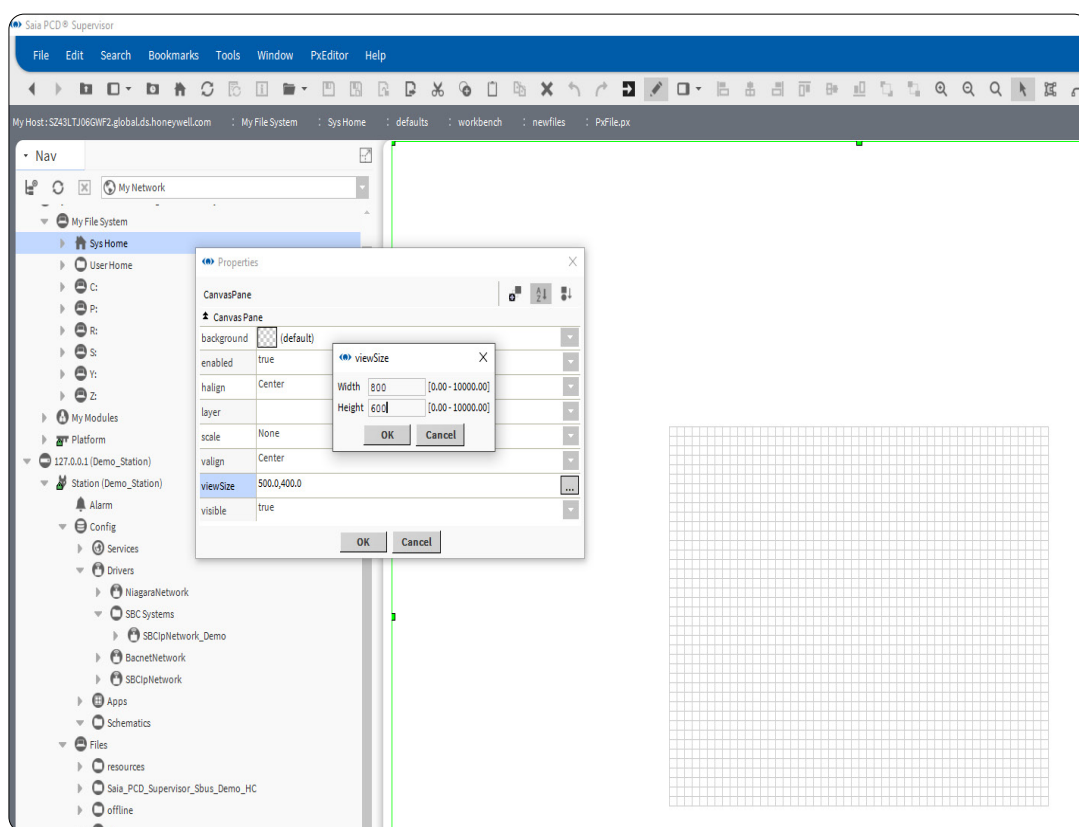 Saia PCD® Supervisor
File Edit Search Bookmarks Tools Window PxEditor Help
My Host : SZ43LTJ06GWF2.global.ds.honeywell.com : My File System : Sys Home : defaults : workbench : newfiles : PxFile.px
Nav
My Network
My File System
Sys Home
User Home
C:
P:
R:
S:
Y:
Z:
My Modules
Platform
127.0.0.1 (Demo_Station)
Station (Demo_Station)
Alarm
Config
Services
Drivers
NiagaraNetwork
SBC Systems
SBCIpNetwork_Demo
BacnetNetwork
SBCIpNetwork
Apps
Schematics
Files
resources
Saia_PCD_Supervisor_Sbus_Demo_HC
offline
Properties
CanvasPane
Canvas Pane
background (default)
enabled true
halign Center
layer
scale None
valign Center
viewSize 500.0,400.0 ...
visible true
OK Cancel
viewSize X
Width 800 [0.00 - 10000.00]
Height 600 [0.00 - 10000.00]
OK Cancel